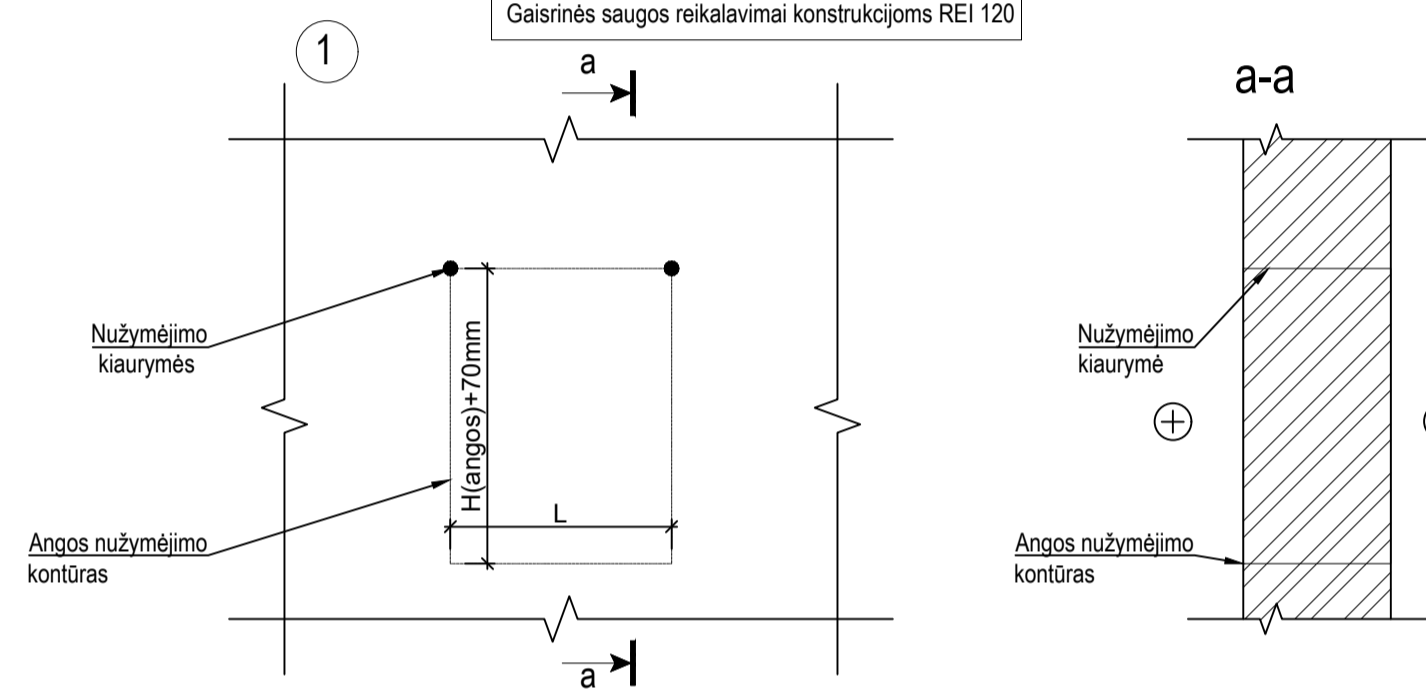 Gaisrinės saugos reikalavimai konstrukcijoms REI 120
1
a
a-a
Nužymėjimo
kiaurymės
H(angos)+70mm
L
Angos nužymėjimo
kontūras
a
Nužymėjimo
kiaurymė
Angos nužymėjimo
kontūras